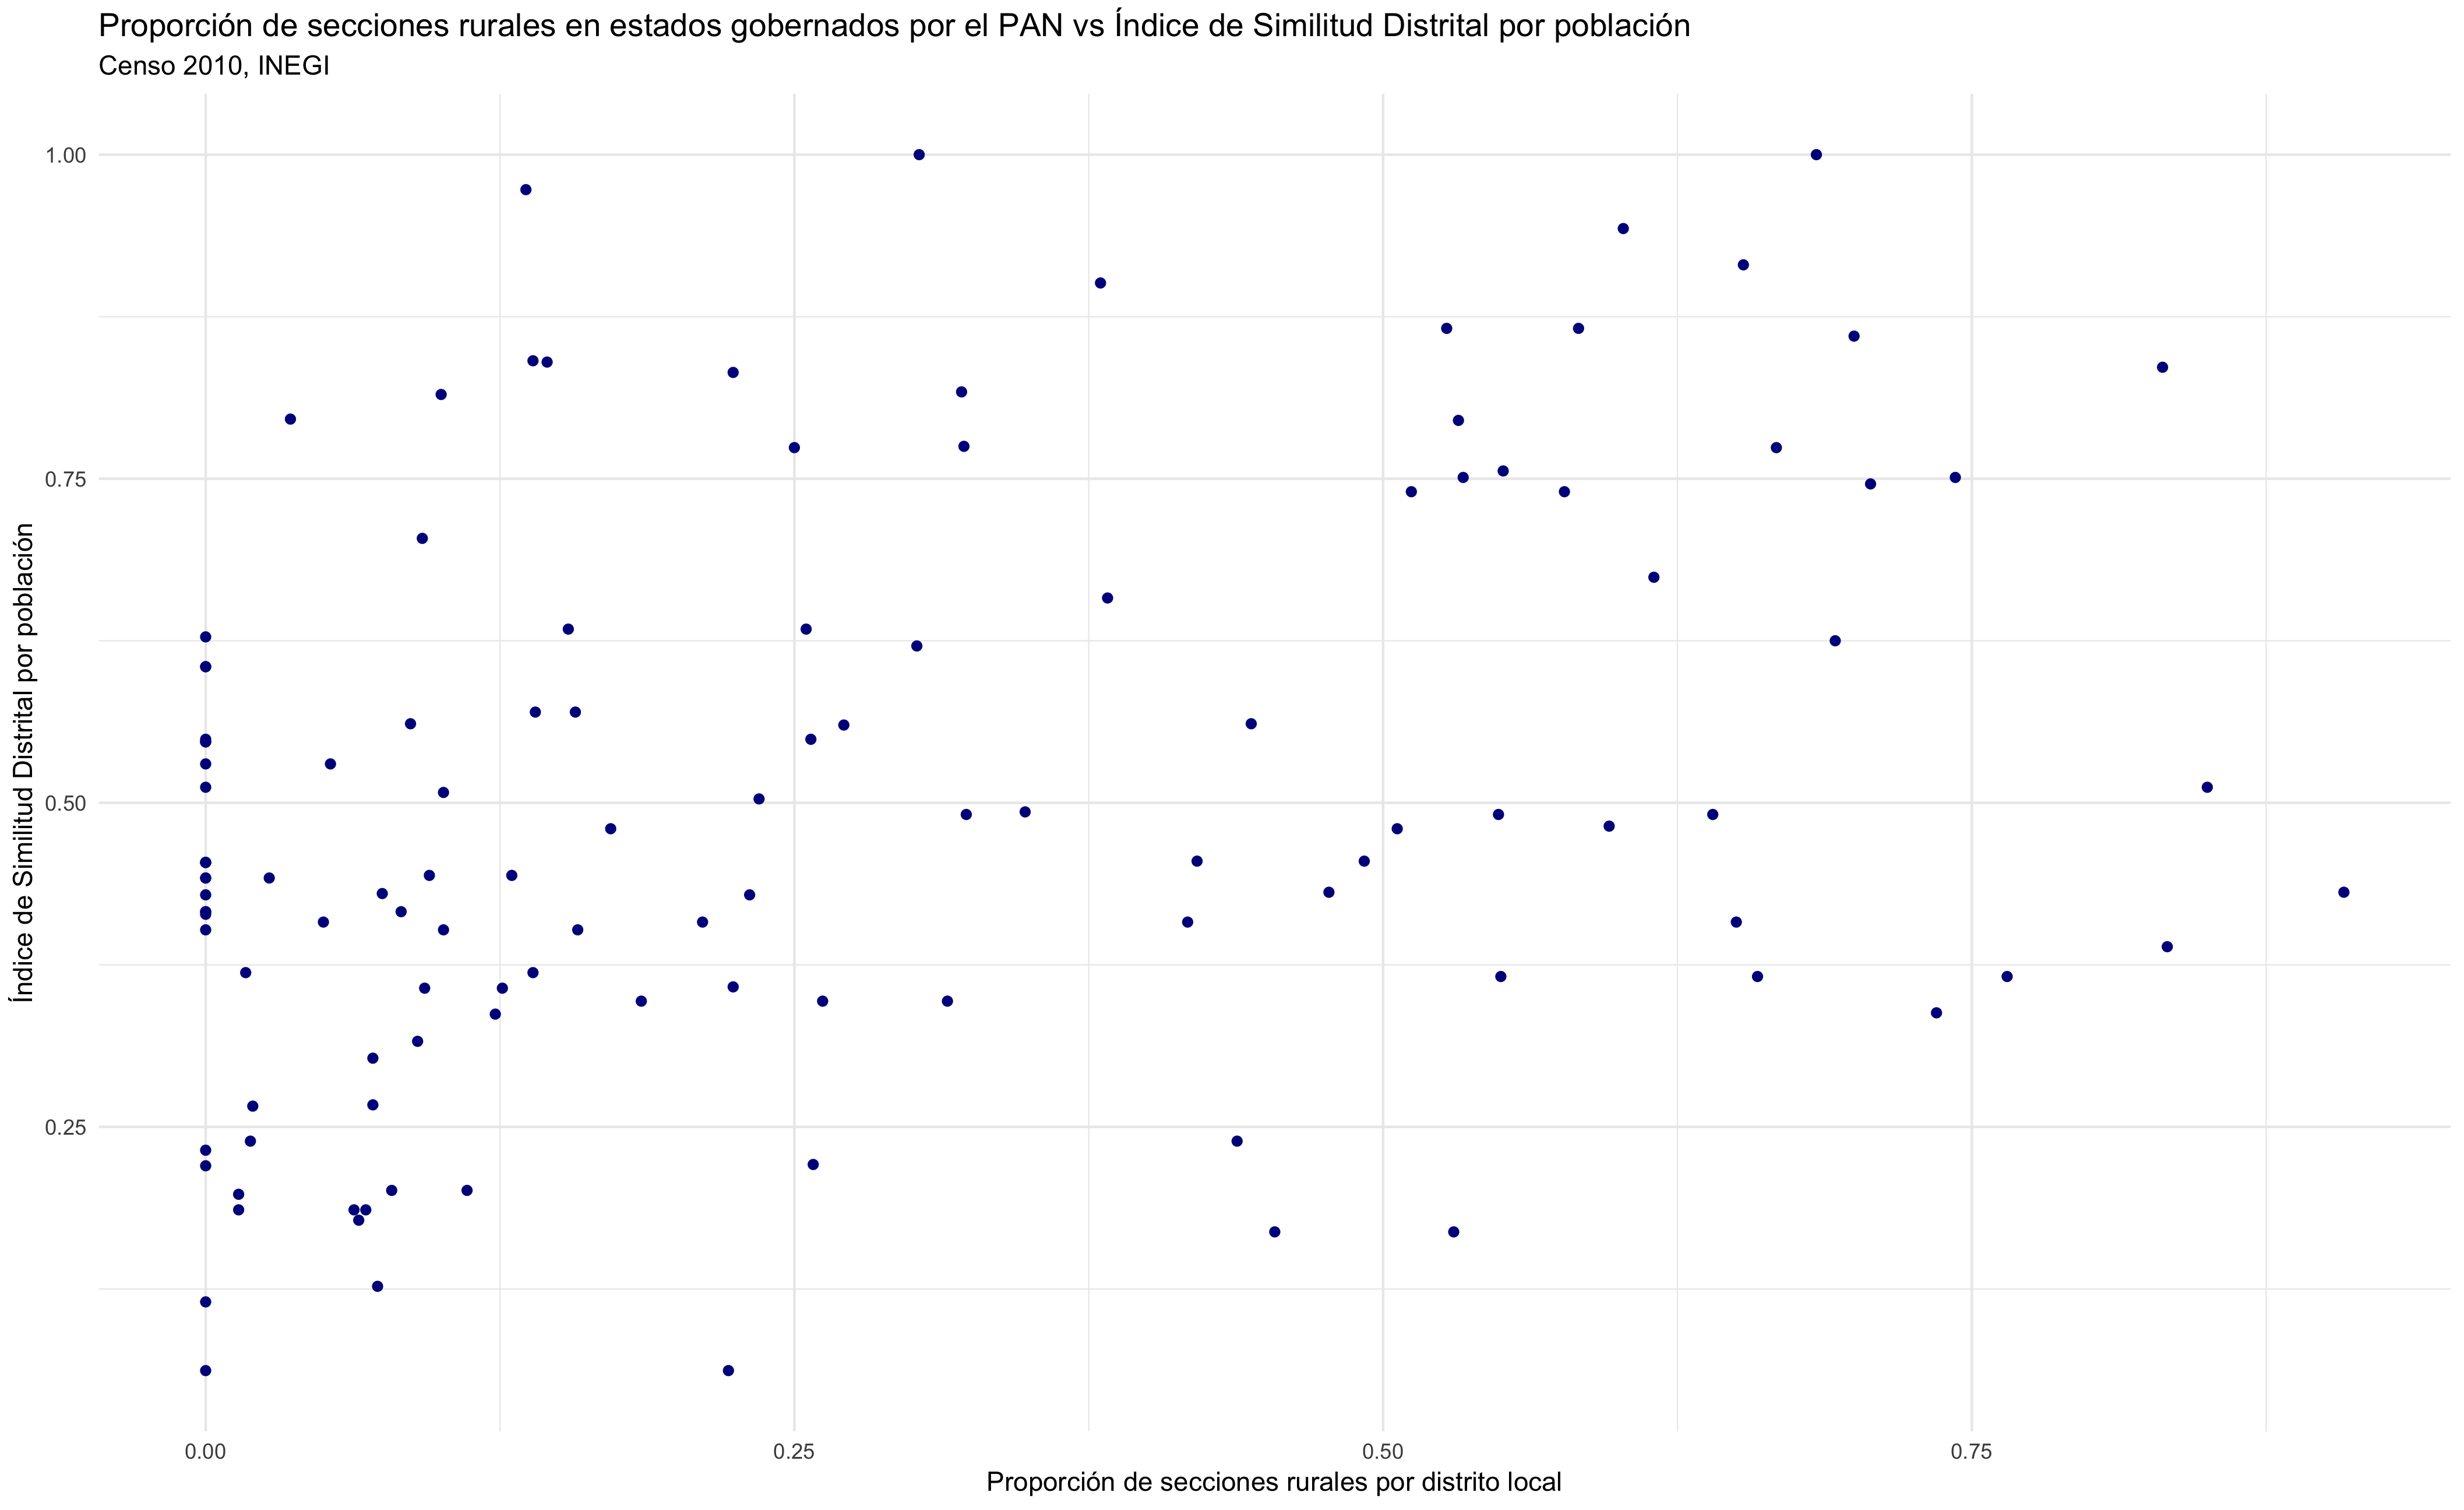 Proporción de secciones rurales en estados gobernados por el PAN vs Índice de Similitud Distrital por población
Censo 2010, INEGI
Índice de Similitud Distrital por población
1.00
0.75
0.50
0.25
0.00
0.25
0.50
0.75
Proporción de secciones rurales por distrito local